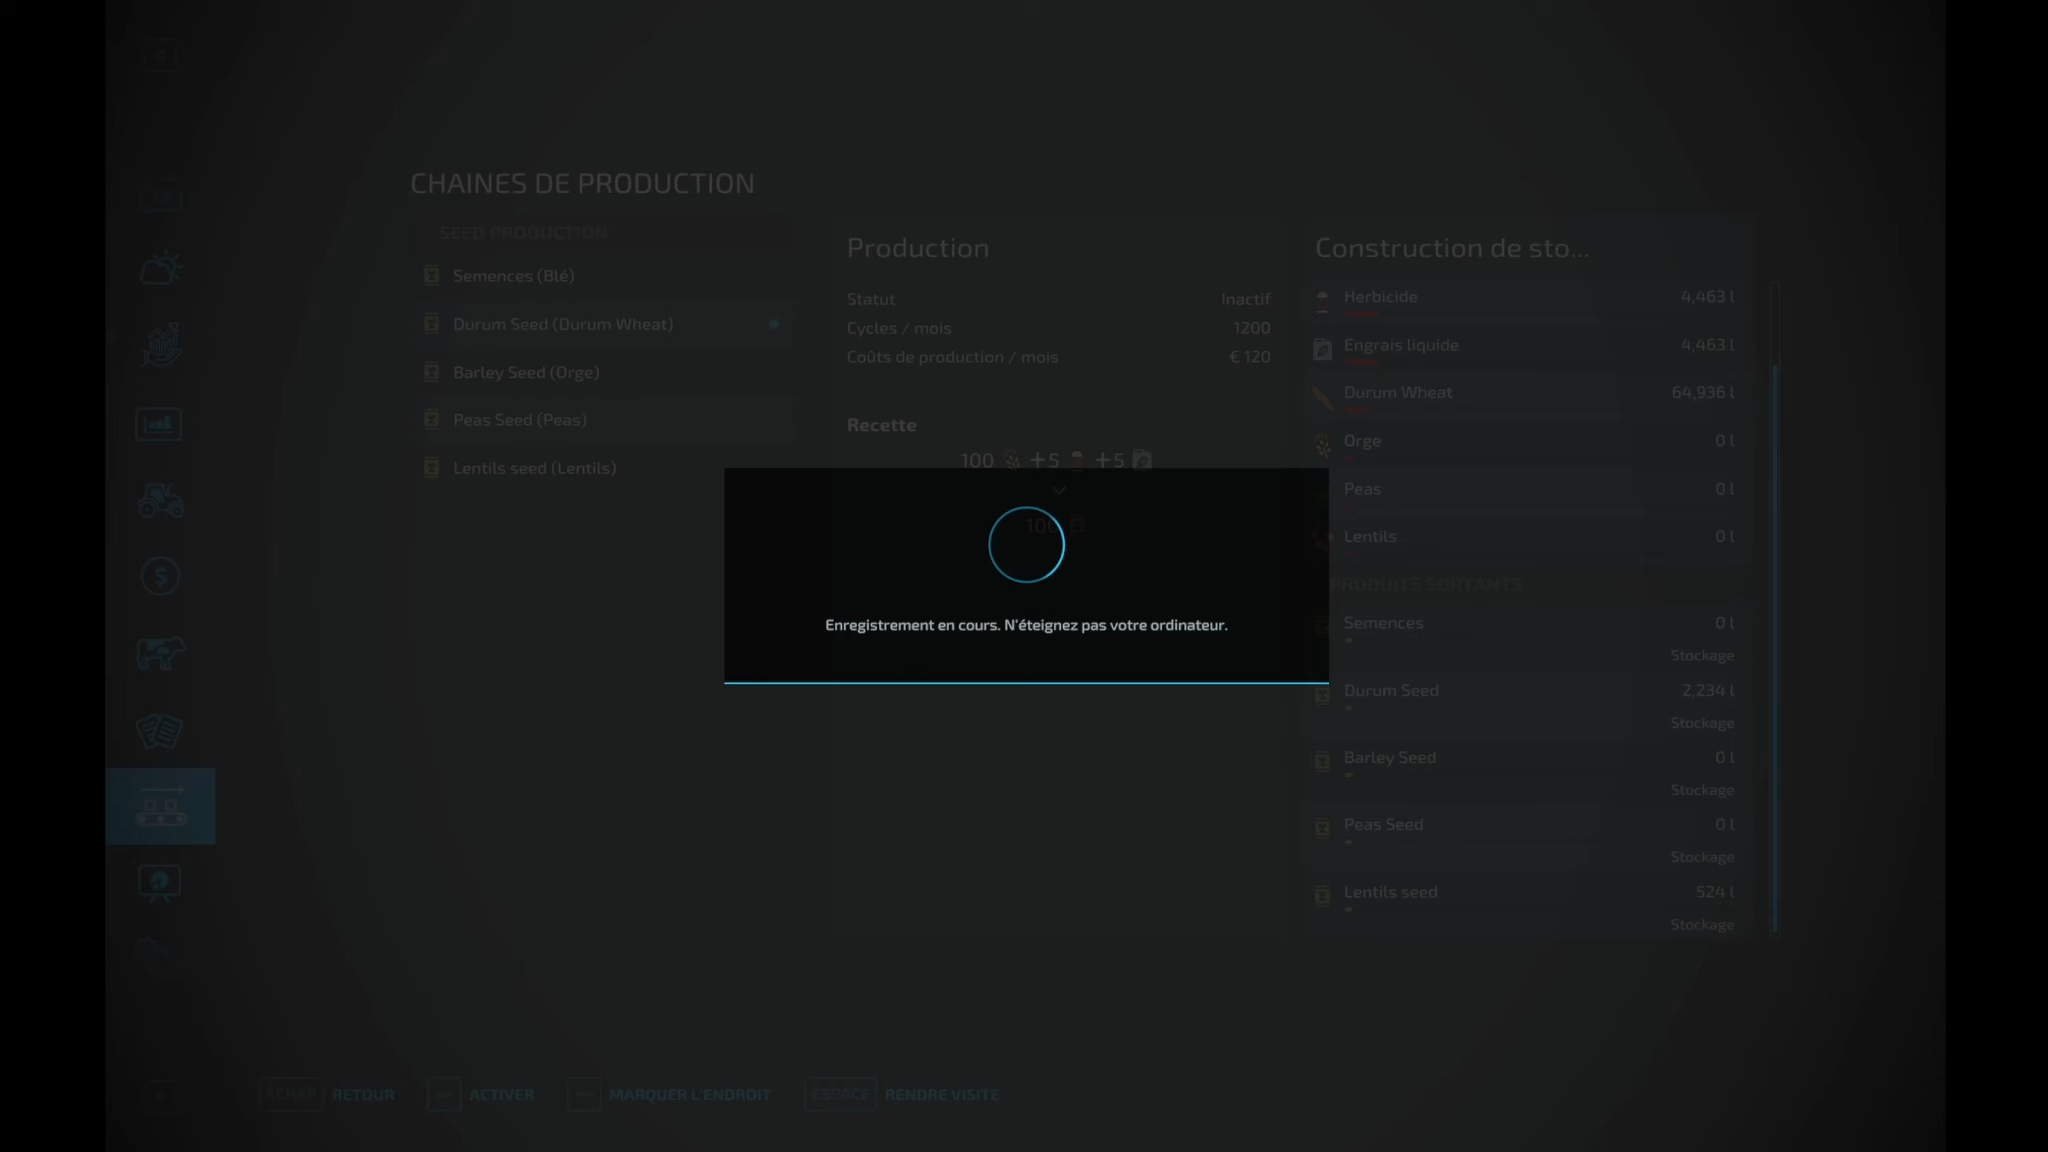 CHAINES DE PRODUCTION
SEED PRODUCTION
Semences (Blé)
Durum Seed (Durum Wheat)
Barley Seed (Orge)
Peas Seed (Peas)
Lentils seed (Lentils)
Production
Statut Inactif
Cycles / mois 1200
Coûts de production / mois € 120
Recette
100 +5 +5
100
Construction de sto...
Herbicide 4,463 l
Engrais liquide 4,463 l
Durum Wheat 64,936 l
Orge 0 l
Peas 0 l
Lentils 0 l
PRODUITS SORTANTS
Semences 0 l
Stockage
Durum Seed 2,234 l
Stockage
Barley Seed 0 l
Stockage
Peas Seed 0 l
Stockage
Lentils seed 524 l
Stockage
Enregistrement en cours. N'éteignez pas votre ordinateur.
ECHAP RETOUR ACTIVER MARQUER L'ENDROIT ESPACE RENDRE VISITE